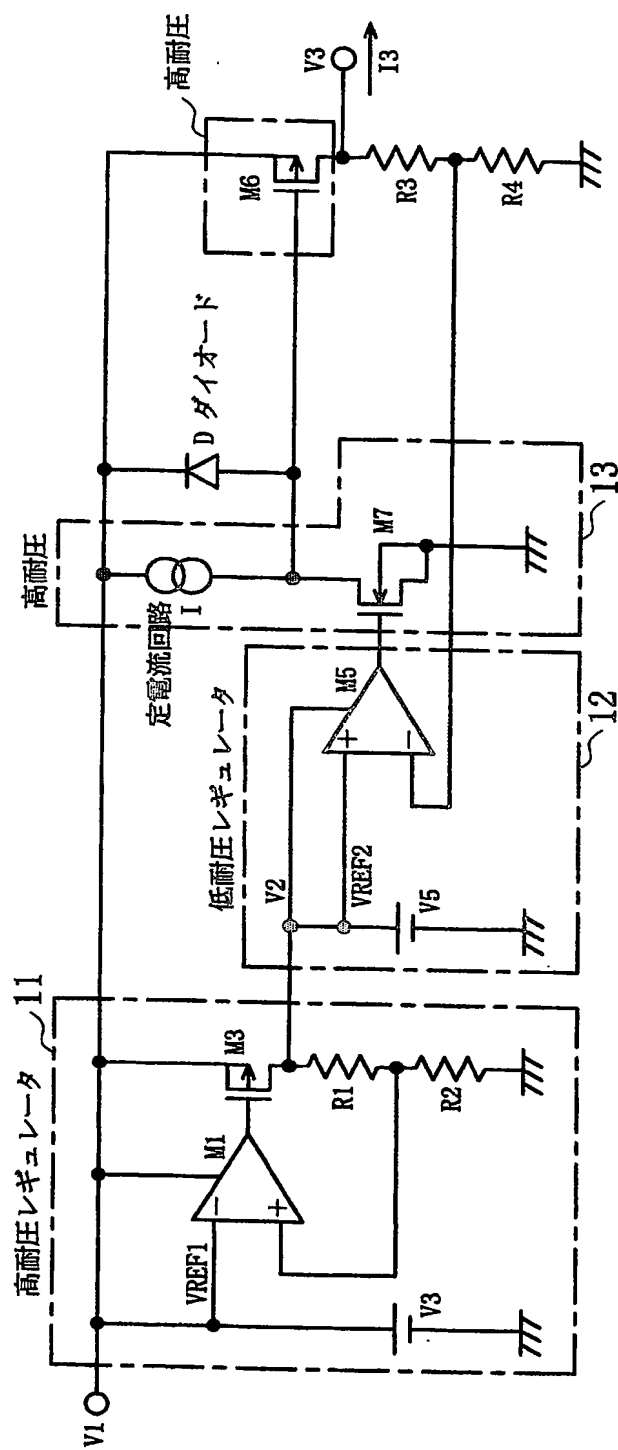 高耐圧レギュレータ
11
V1
VREF1
V3
M1
－
＋
M3
R1
R2
低耐圧レギュレータ
12
V2
VREF2
V5
M5
＋
－
高耐圧
13
定電流回路
I
M7
D ダイオード
高耐圧
M6
V3
I3
R3
R4